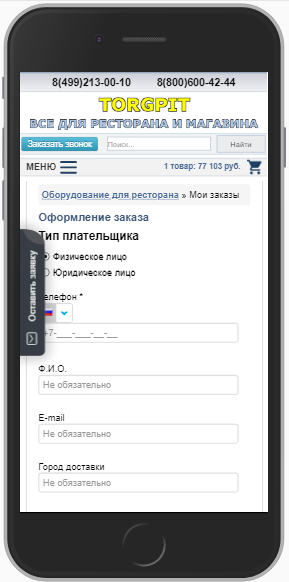 8(499)213-00-10 8(800)600-42-44
TORGPIT
ВСЕ ДЛЯ РЕСТОРАНА И МАГАЗИНА
Заказать звонок Поиск... Найти
МЕНЮ 1 товар: 77 103 руб.
Оборудование для ресторана » Мои заказы
Оформление заказа
Тип плательщика
Физическое лицо
Юридическое лицо
елефон *
+7-___-___-__-__
Ф.И.О.
Не обязательно
E-mail
Не обязательно
Город доставки
Не обязательно
Оставить заявку